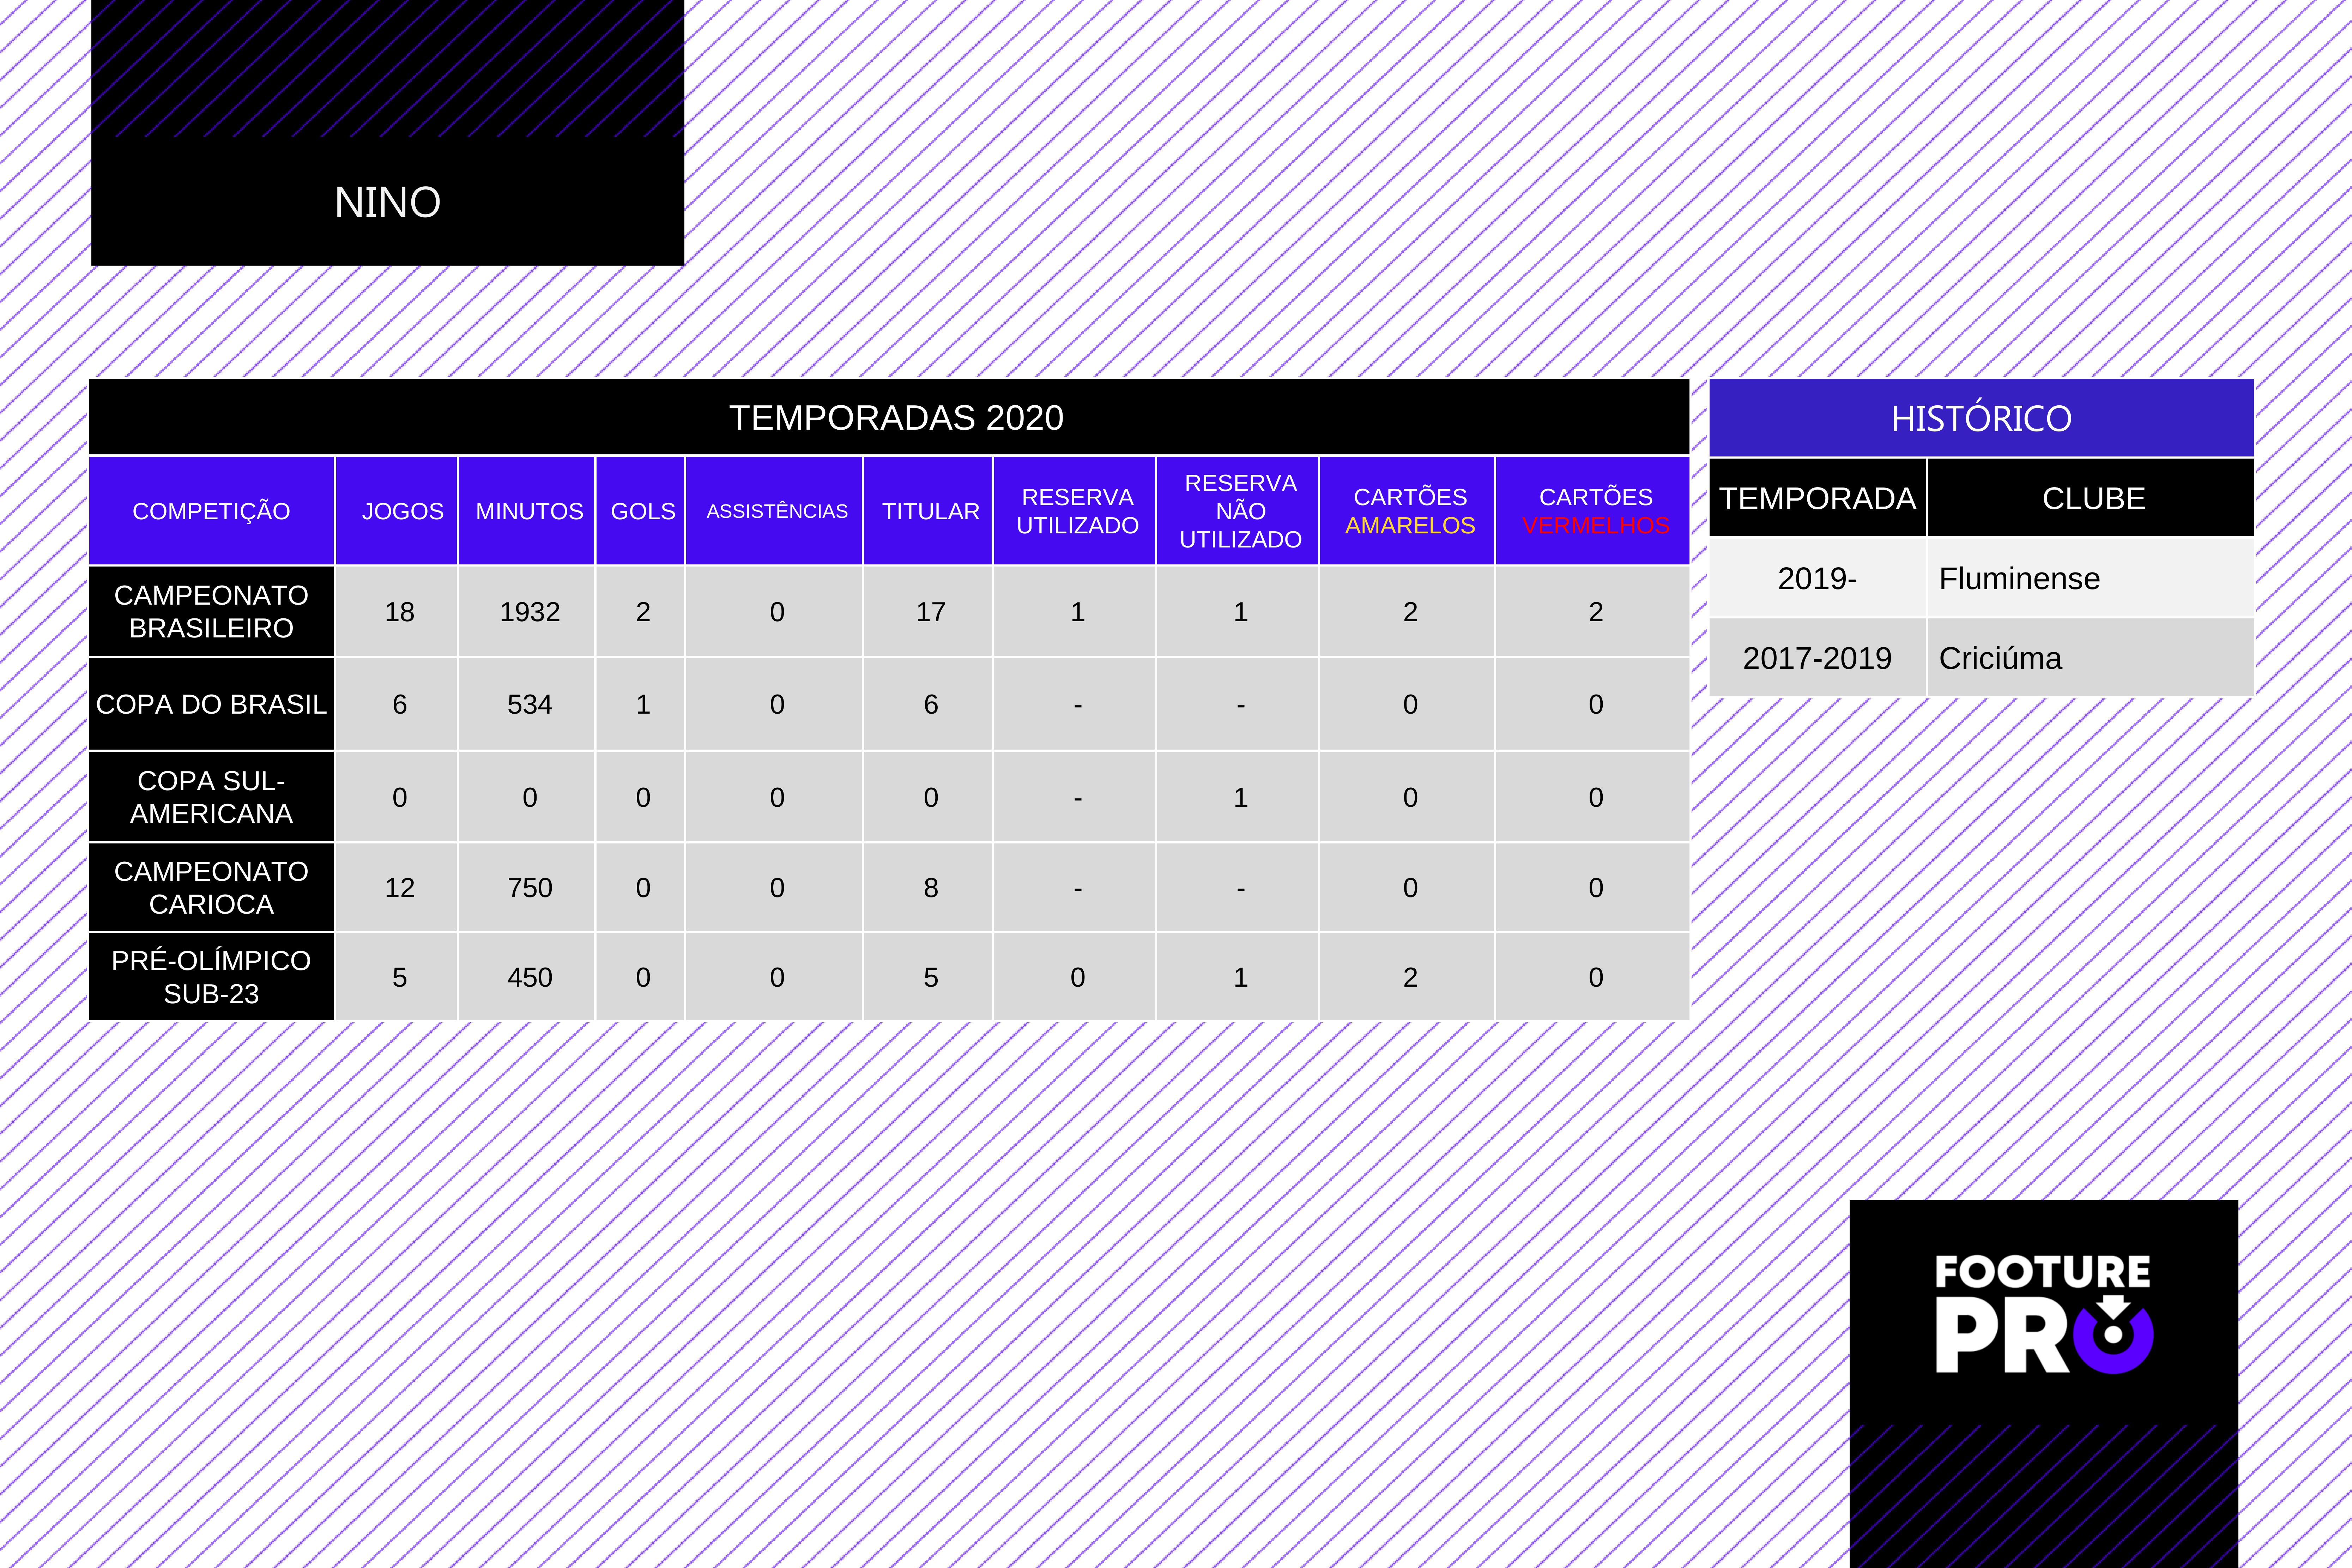 NINO
TEMPORADAS 2020
COMPETIÇÃO JOGOS MINUTOS GOLS ASSISTÊNCIAS TITULAR RESERVA UTILIZADO RESERVA NÃO UTILIZADO CARTÕES AMARELOS CARTÕES VERMELHOS
CAMPEONATO BRASILEIRO 18 1932 2 0 17 1 1 2 2
COPA DO BRASIL 6 534 1 0 6 - - 0 0
COPA SUL-AMERICANA 0 0 0 0 0 - 1 0 0
CAMPEONATO CARIOCA 12 750 0 0 8 - - 0 0
PRÉ-OLÍMPICO SUB-23 5 450 0 0 5 0 1 2 0
HISTÓRICO
TEMPORADA CLUBE
2019- Fluminense
2017-2019 Criciúma
FOOTURE
PRO